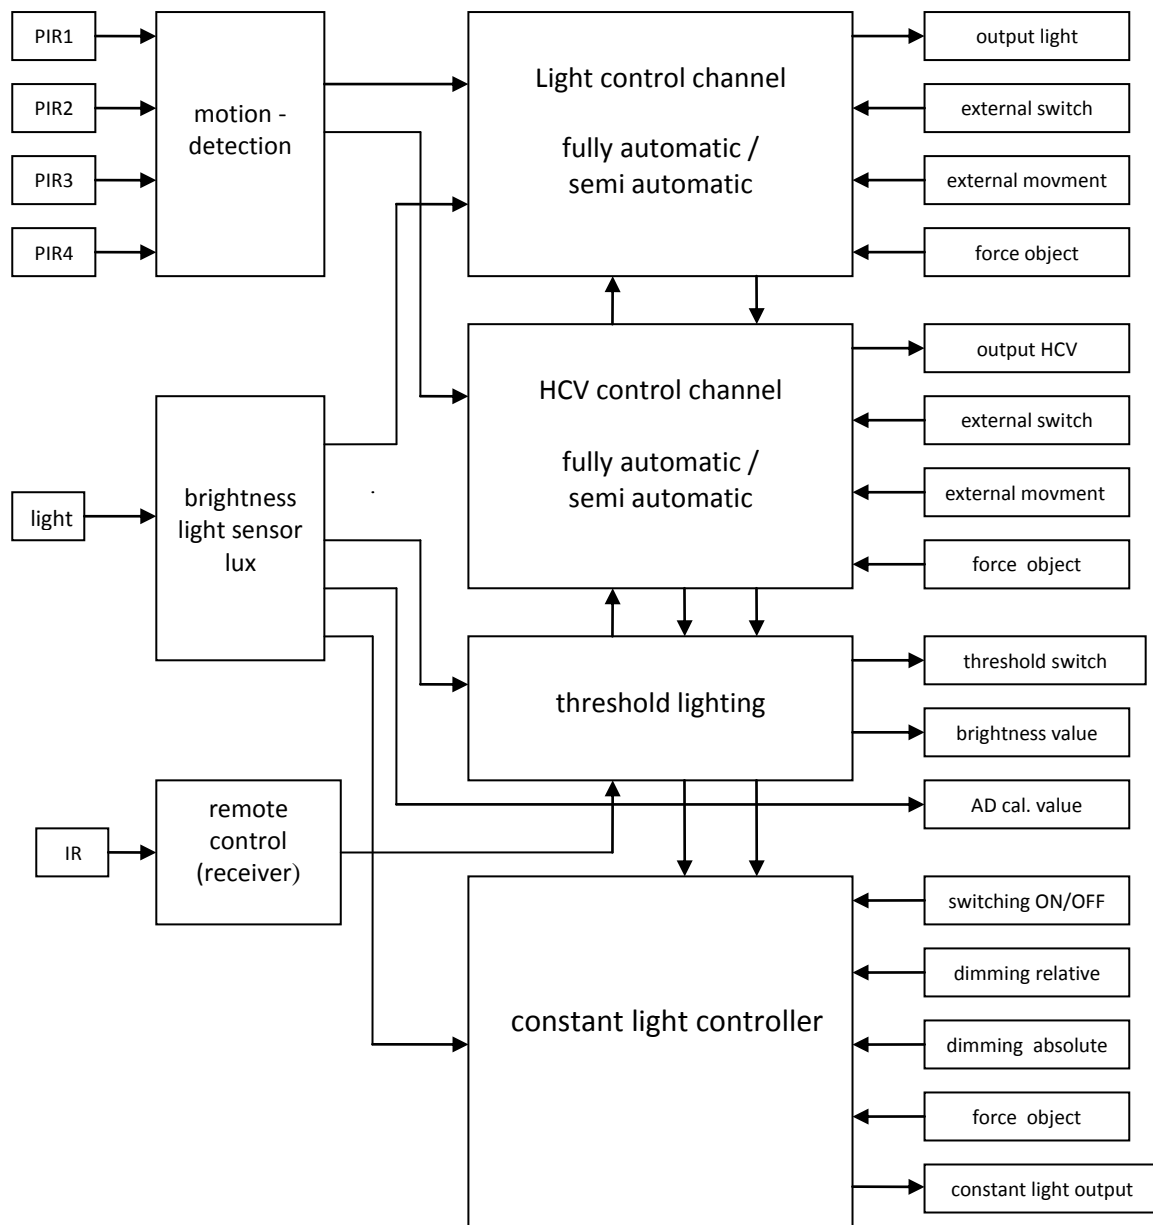 PIR1
PIR2
PIR3
PIR4
motion -
detection
Light control channel
fully automatic /
semi automatic
output light
external switch
external movment
force object
HCV control channel
fully automatic /
semi automatic
output HCV
external switch
external movment
force  object
light
brightness
light sensor
lux
.
threshold lighting
threshold switch
brightness value
AD cal. value
IR
remote
control
(receiver)
constant light controller
switching ON/OFF
dimming relative
dimming  absolute
force  object
constant light output